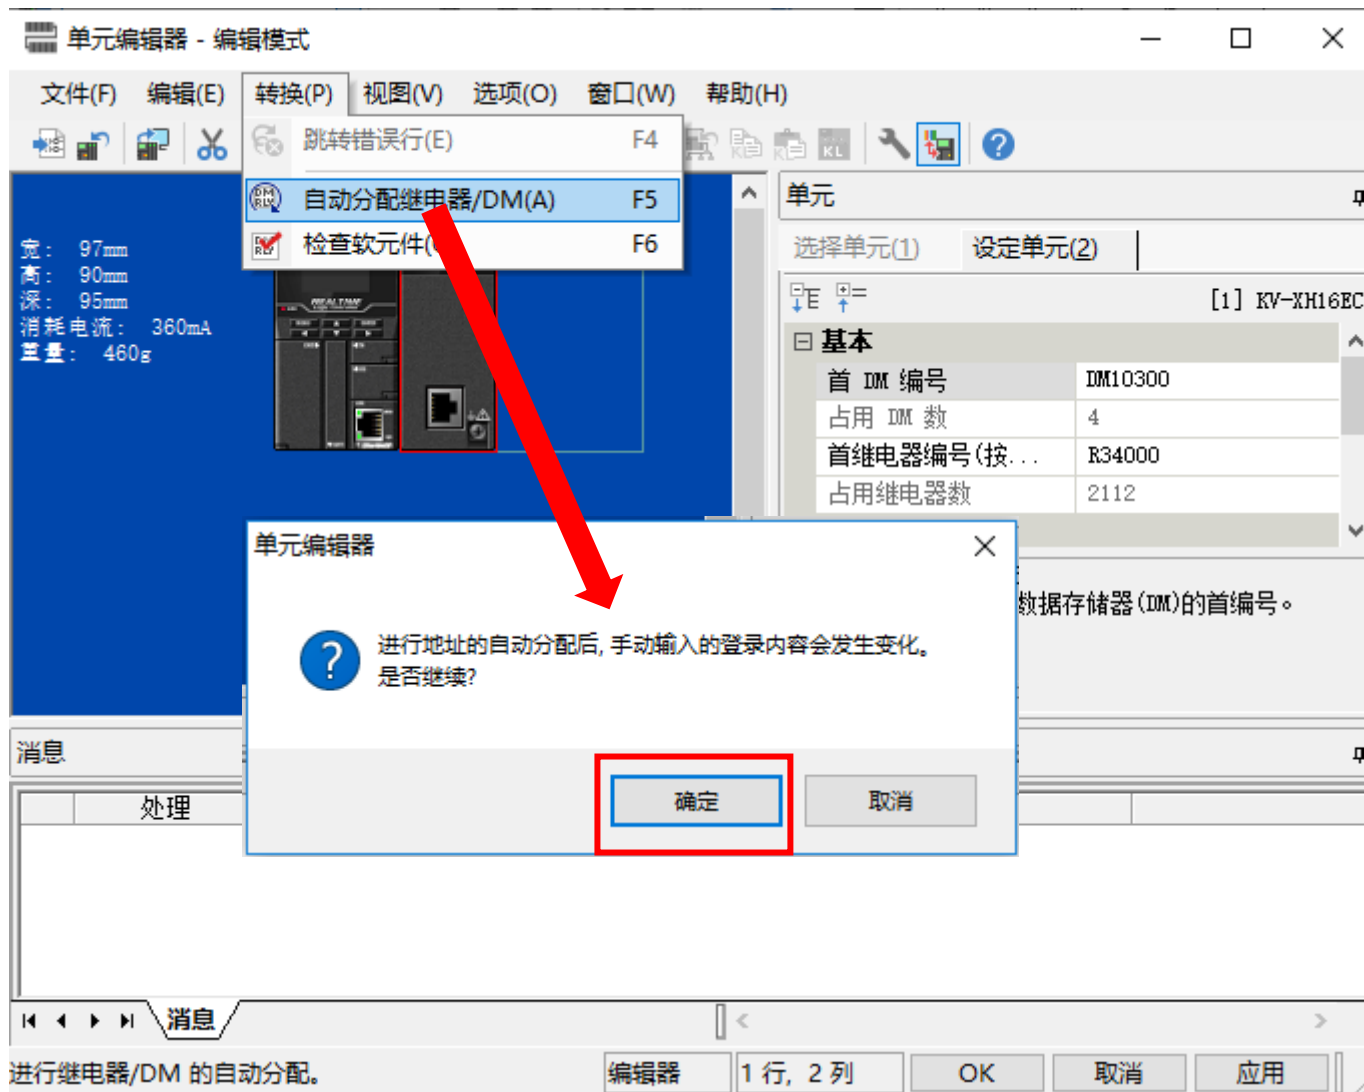 单元编辑器 - 编辑模式
文件(F) 编辑(E) 转换(P) 视图(V) 选项(O) 窗口(W) 帮助(H)
跳转错误行(E) F4
自动分配继电器/DM(A) F5
检查软元件( F6
宽: 97mm
高: 90mm
深: 95mm
消耗电流: 360mA
重量: 460g
单元
选择单元(1) 设定单元(2)
[1] KV-XH16EC
基本
首 DM 编号 DM10300
占用 DM 数 4
首继电器编号(按... R34000
占用继电器数 2112
数据存储器(DM)的首编号。
单元编辑器
进行地址的自动分配后, 手动输入的登录内容会发生变化。
是否继续?
确定 取消
消息
处理
消息
进行继电器/DM 的自动分配。 编辑器 1 行, 2 列 OK 取消 应用